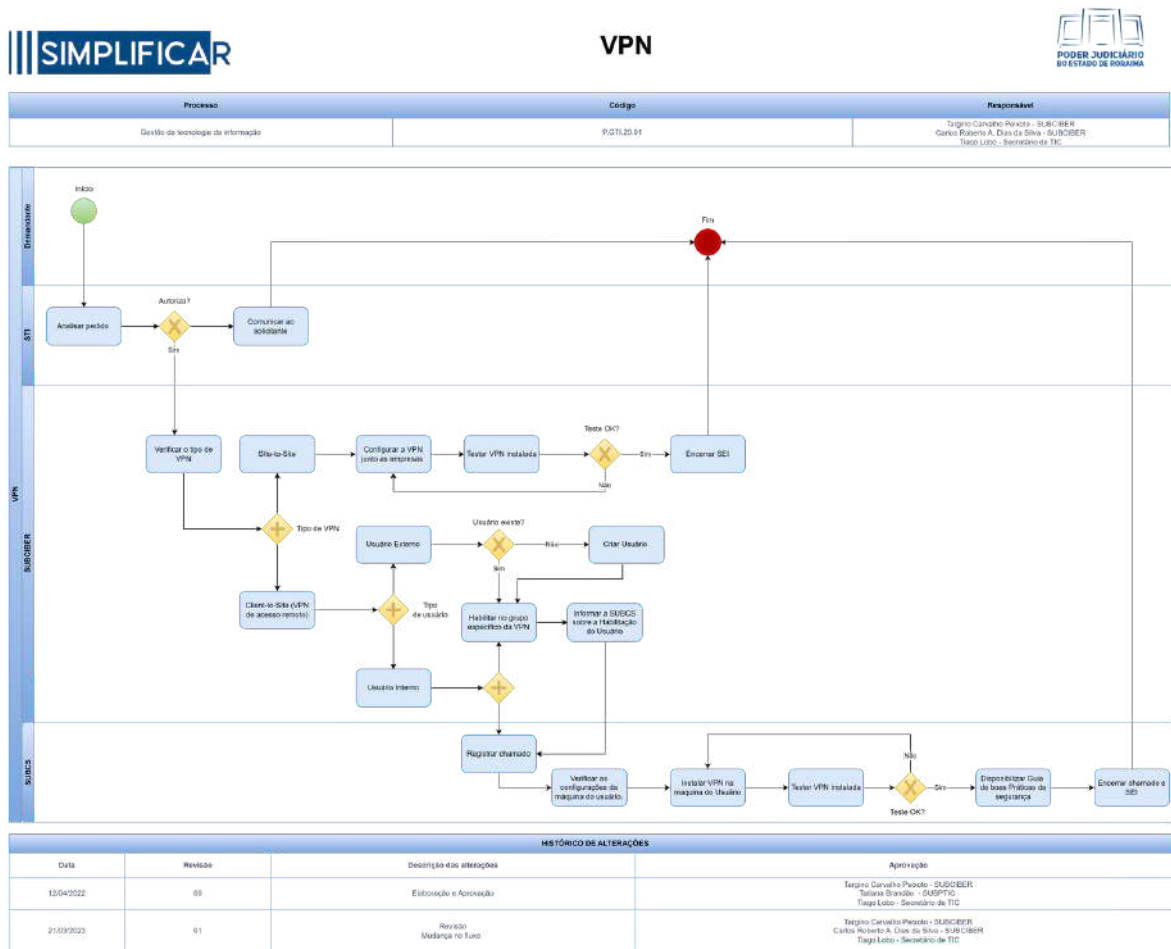 SIMPLIFICAR
VPN
PODER JUDICIÁRIO
DO ESTADO DE RORAIMA
Processo
Código
Responsável
Gestão da tecnologia da informação
P.GTI.20.01
Targino Carvalho Peixoto - SUBCIBER
Carlos Roberto A. Dias da Silva - SUBCIBER
Tiago Lobo - Secretário de TIC
VPN
Demandante
Início
Fim
STI
Analisar pedido
Autoriza?
Sim
Comunicar ao
solicitante
SUBCIBER
Verificar o tipo de
VPN
Site-to-Site
Configurar a VPN
junto as empresas
Testar VPN instalada
Teste OK?
Sim
Não
Encerrar SEI
Tipo de VPN
Client-to-Site (VPN
de acesso remoto)
Tipo
de usuário
Usuário Externo
Usuário existe?
Não
Sim
Criar Usuário
Habilitar no grupo
específico da VPN
Informar a SUBCS
sobre a Habilitação
do Usuário
Usuário Interno
SUBCS
Registrar chamado
Verificar as
configurações da
máquina do usuário.
Instalar VPN na
maquina do Usuário
Testar VPN instalada
Não
Sim
Teste OK?
Disponibilizar Guia
de boas Práticas de
segurança
Encerrar chamado e
SEI
HISTÓRICO DE ALTERAÇÕES
Data
Revisão
Descrição das alterações
Aprovação
12/04/2022
00
Elaboração e Aprovação
Targino Carvalho Peixoto - SUBCIBER
Tatiana Brandão - SUBPTIC
Tiago Lobo - Secretário de TIC
21/03/2023
01
Revisão
Mudança no fluxo
Targino Carvalho Peixoto - SUBCIBER
Carlos Roberto A. Dias da Silva - SUBCIBER
Tiago Lobo - Secretário de TIC